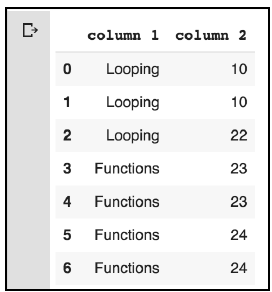 column 1 column 2
0 Looping 10
1 Looping 10
2 Looping 22
3 Functions 23
4 Functions 23
5 Functions 24
6 Functions 24